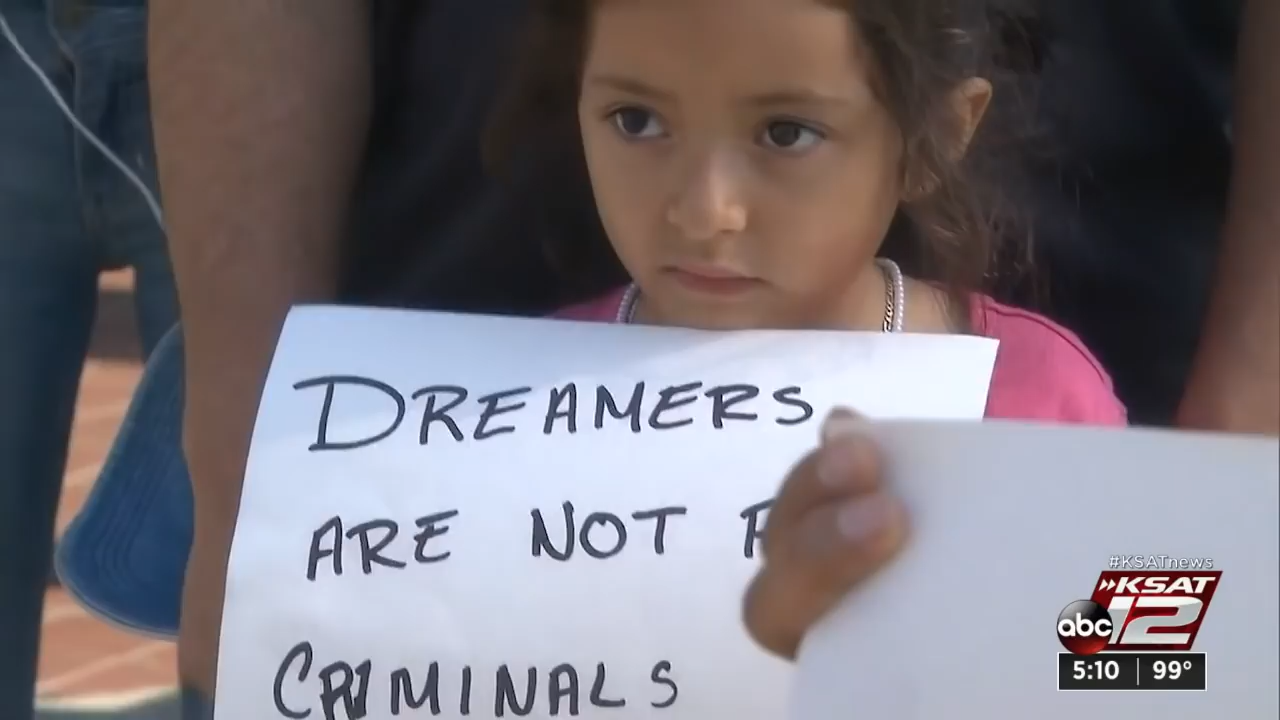 DREAMERS
ARE NOT
CRIMINALS
#KSATnews
KSAT
abc 12
5:10 99°